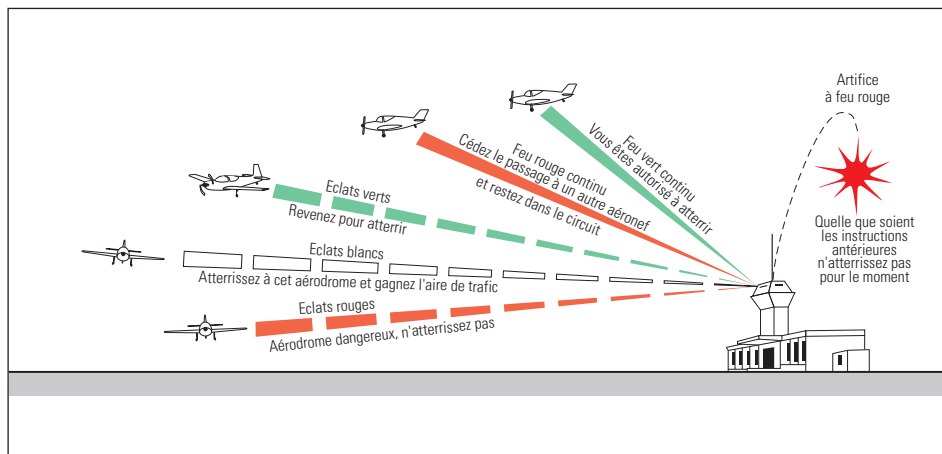 Artifice
à feu rouge
Feu vert continu
Vous êtes autorisé à atterrir
Feu rouge continu
Cédez le passage à un autre aéronef
et restez dans le circuit
Eclats verts
Revenez pour atterrir
Quelle que soient
les instructions
antérieures
n'atterrissez pas
pour le moment
Eclats blancs
Atterrissez à cet aérodrome et gagnez l'aire de trafic
Eclats rouges
Aérodrome dangereux, n'atterrissez pas